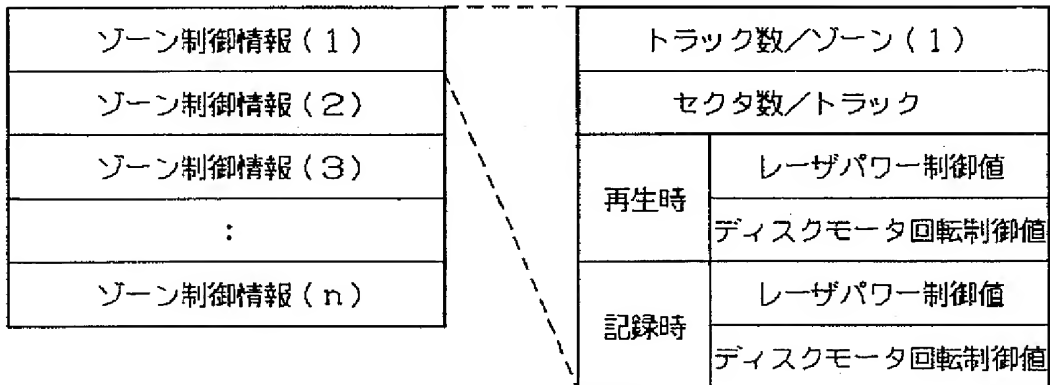 ゾーン制御情報(1)
ゾーン制御情報(2)
ゾーン制御情報(3)
:
ゾーン制御情報(n)
トラック数/ゾーン(1)
セクタ数/トラック
再生時
レーザパワー制御値
ディスクモータ回転制御値
記録時
レーザパワー制御値
ディスクモータ回転制御値